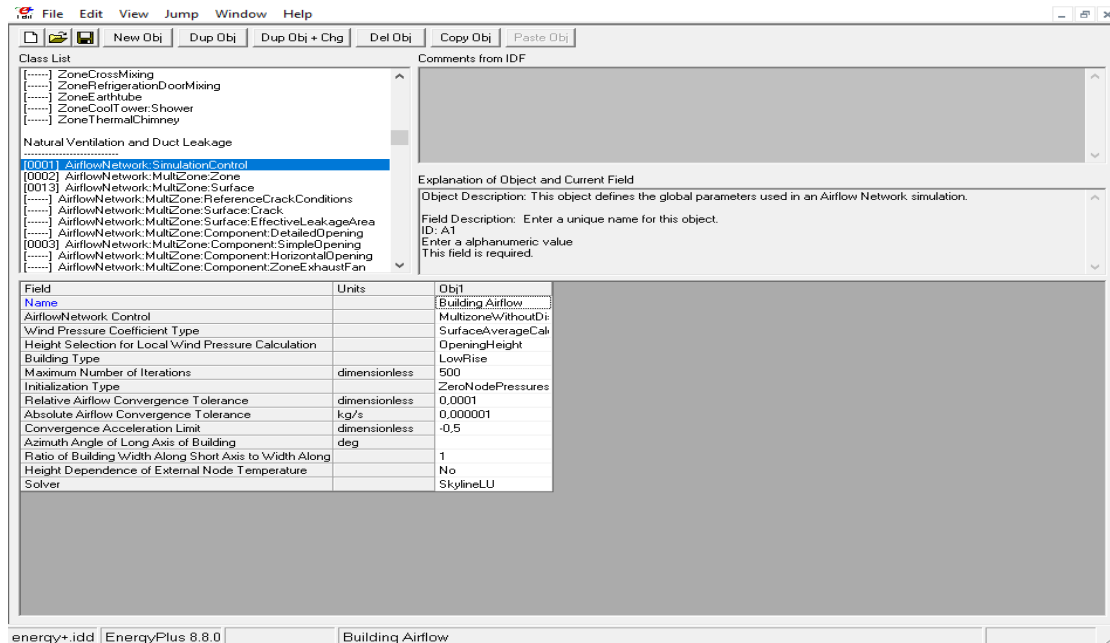 File Edit View Jump Window Help
New Obj Dup Obj Dup Obj + Chg Del Obj Copy Obj Paste Obj
Class List
[------] ZoneCrossMixing
[------] ZoneRefrigerationDoorMixing
[------] ZoneEarthtube
[------] ZoneCoolTower:Shower
[------] ZoneThermalChimney
Natural Ventilation and Duct Leakage
--------------------------
[0001] AirflowNetwork:SimulationControl
[0002] AirflowNetwork:MultiZone:Zone
[0013] AirflowNetwork:MultiZone:Surface
[------] AirflowNetwork:MultiZone:ReferenceCrackConditions
[------] AirflowNetwork:MultiZone:Surface:Crack
[------] AirflowNetwork:MultiZone:Surface:EffectiveLeakageArea
[------] AirflowNetwork:MultiZone:Component:DetailedOpening
[0003] AirflowNetwork:MultiZone:Component:SimpleOpening
[------] AirflowNetwork:MultiZone:Component:HorizontalOpening
[------] AirflowNetwork:MultiZone:Component:ZoneExhaustFan
Comments from IDF
Explanation of Object and Current Field
Object Description: This object defines the global parameters used in an Airflow Network simulation.
Field Description: Enter a unique name for this object.
ID: A1
Enter a alphanumeric value
This field is required.
Field Units Obj1
Name Building Airflow
AirflowNetwork Control MultizoneWithoutDi:
Wind Pressure Coefficient Type SurfaceAverageCal
Height Selection for Local Wind Pressure Calculation OpeningHeight
Building Type LowRise
Maximum Number of Iterations dimensionless 500
Initialization Type ZeroNodePressures
Relative Airflow Convergence Tolerance dimensionless 0,0001
Absolute Airflow Convergence Tolerance kg/s 0,000001
Convergence Acceleration Limit dimensionless -0,5
Azimuth Angle of Long Axis of Building deg
Ratio of Building Width Along Short Axis to Width Along 1
Height Dependence of External Node Temperature No
Solver SkylineLU
energy+.idd EnergyPlus 8.8.0 Building Airflow